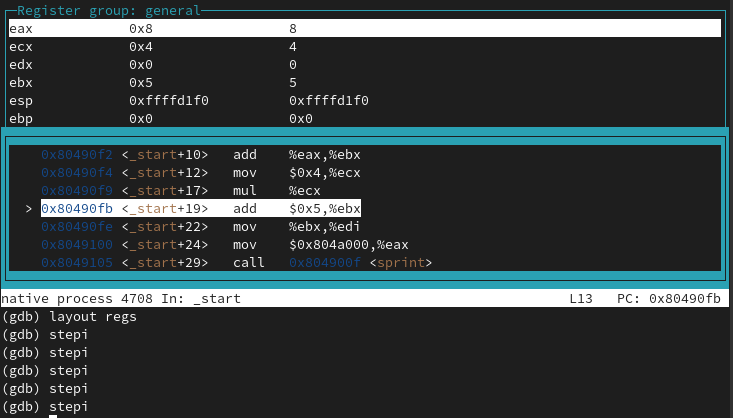 Register group: general
eax 0x8 8
ecx 0x4 4
edx 0x0 0
ebx 0x5 5
esp 0xffffd1f0 0xffffd1f0
ebp 0x0 0x0
0x80490f2 <_start+10> add %eax,%ebx
0x80490f4 <_start+12> mov $0x4,%ecx
0x80490f9 <_start+17> mul %ecx
> 0x80490fb <_start+19> add $0x5,%ebx
0x80490fe <_start+22> mov %ebx,%edi
0x8049100 <_start+24> mov $0x804a000,%eax
0x8049105 <_start+29> call 0x804900f <sprint>
native process 4708 In: _start L13 PC: 0x80490fb
(gdb) layout regs
(gdb) stepi
(gdb) stepi
(gdb) stepi
(gdb) stepi
(gdb) stepi